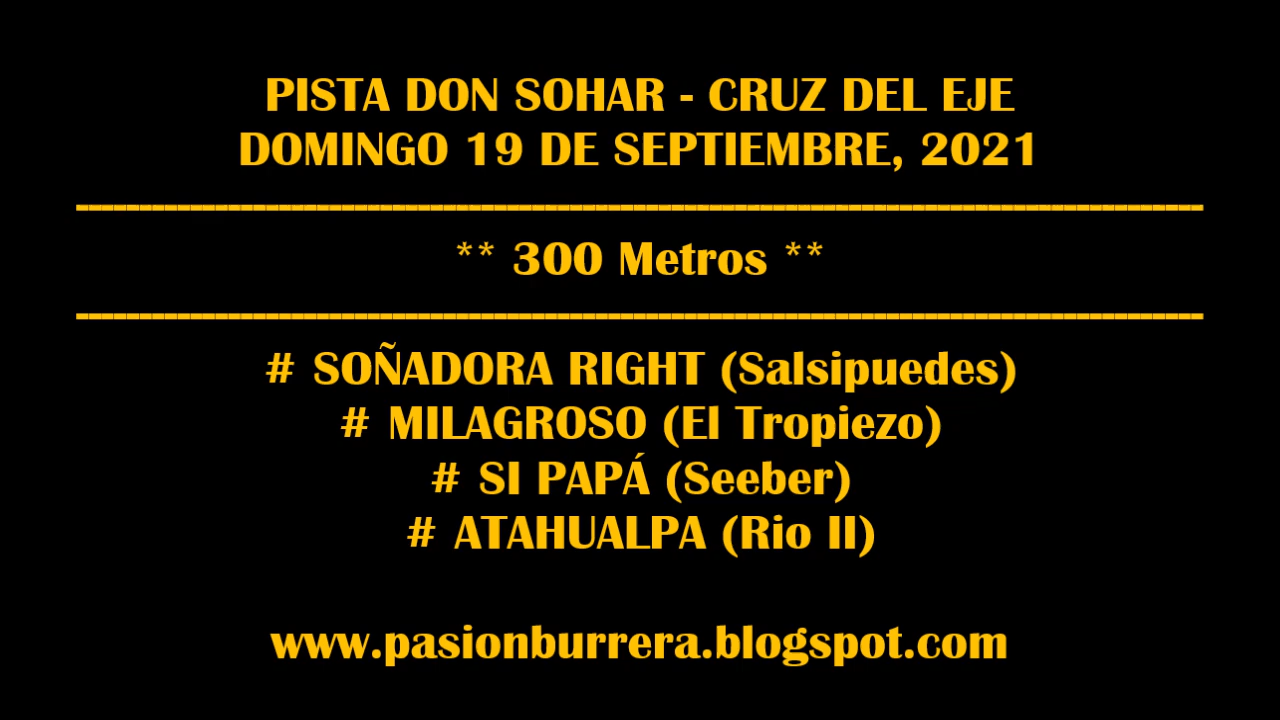 PISTA DON SOHAR - CRUZ DEL EJE
DOMINGO 19 DE SEPTIEMBRE, 2021
** 300 Metros **
# SOÑADORA RIGHT (Salsipuedes)
# MILAGROSO (El Tropiezo)
# SI PAPÁ (Seeber)
# ATAHUALPA (Rio II)
www.pasionburrera.blogspot.com